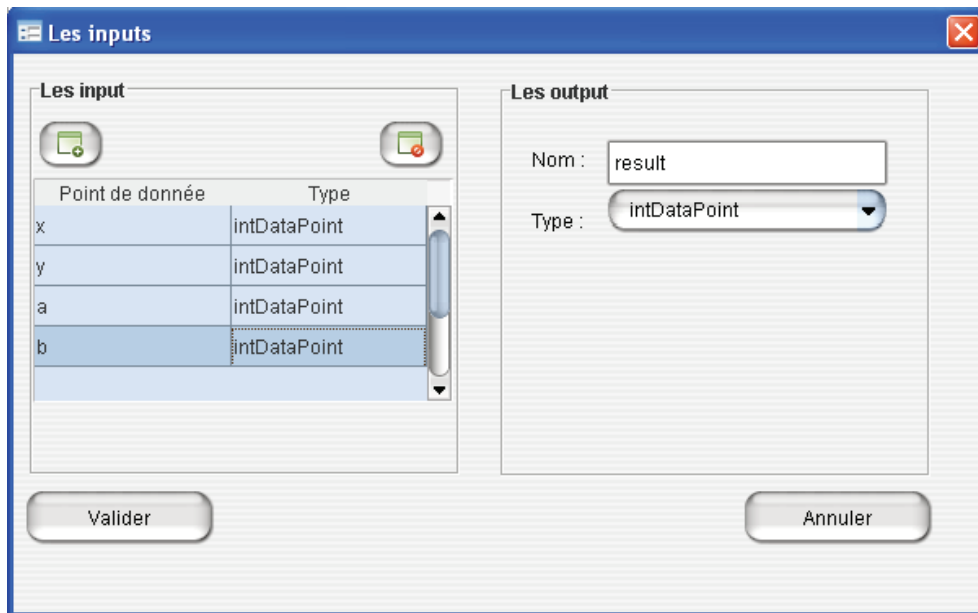 Les inputs
Les input
Point de donnée Type
x intDataPoint
y intDataPoint
a intDataPoint
b intDataPoint
Les output
Nom : result
Type : intDataPoint
Valider
Annuler